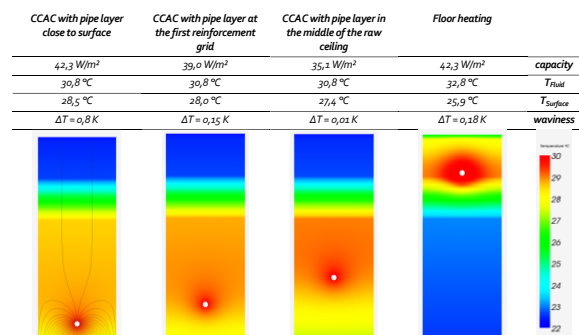 CCAC with pipe layer close to surface
CCAC with pipe layer at the first reinforcement grid
CCAC with pipe layer in the middle of the raw ceiling
Floor heating
42,3 W/m² 39,0 W/m² 35,1 W/m² 42,3 W/m² capacity
30,8 °C 30,8 °C 30,8 °C 32,8 °C TFluid
28,5 °C 28,0 °C 27,4 °C 25,9 °C TSurface
ΔT = 0,8 K ΔT = 0,15 K ΔT = 0,01 K ΔT = 0,18 K waviness
Temperature °C
30
29
28
27
26
25
24
23
22